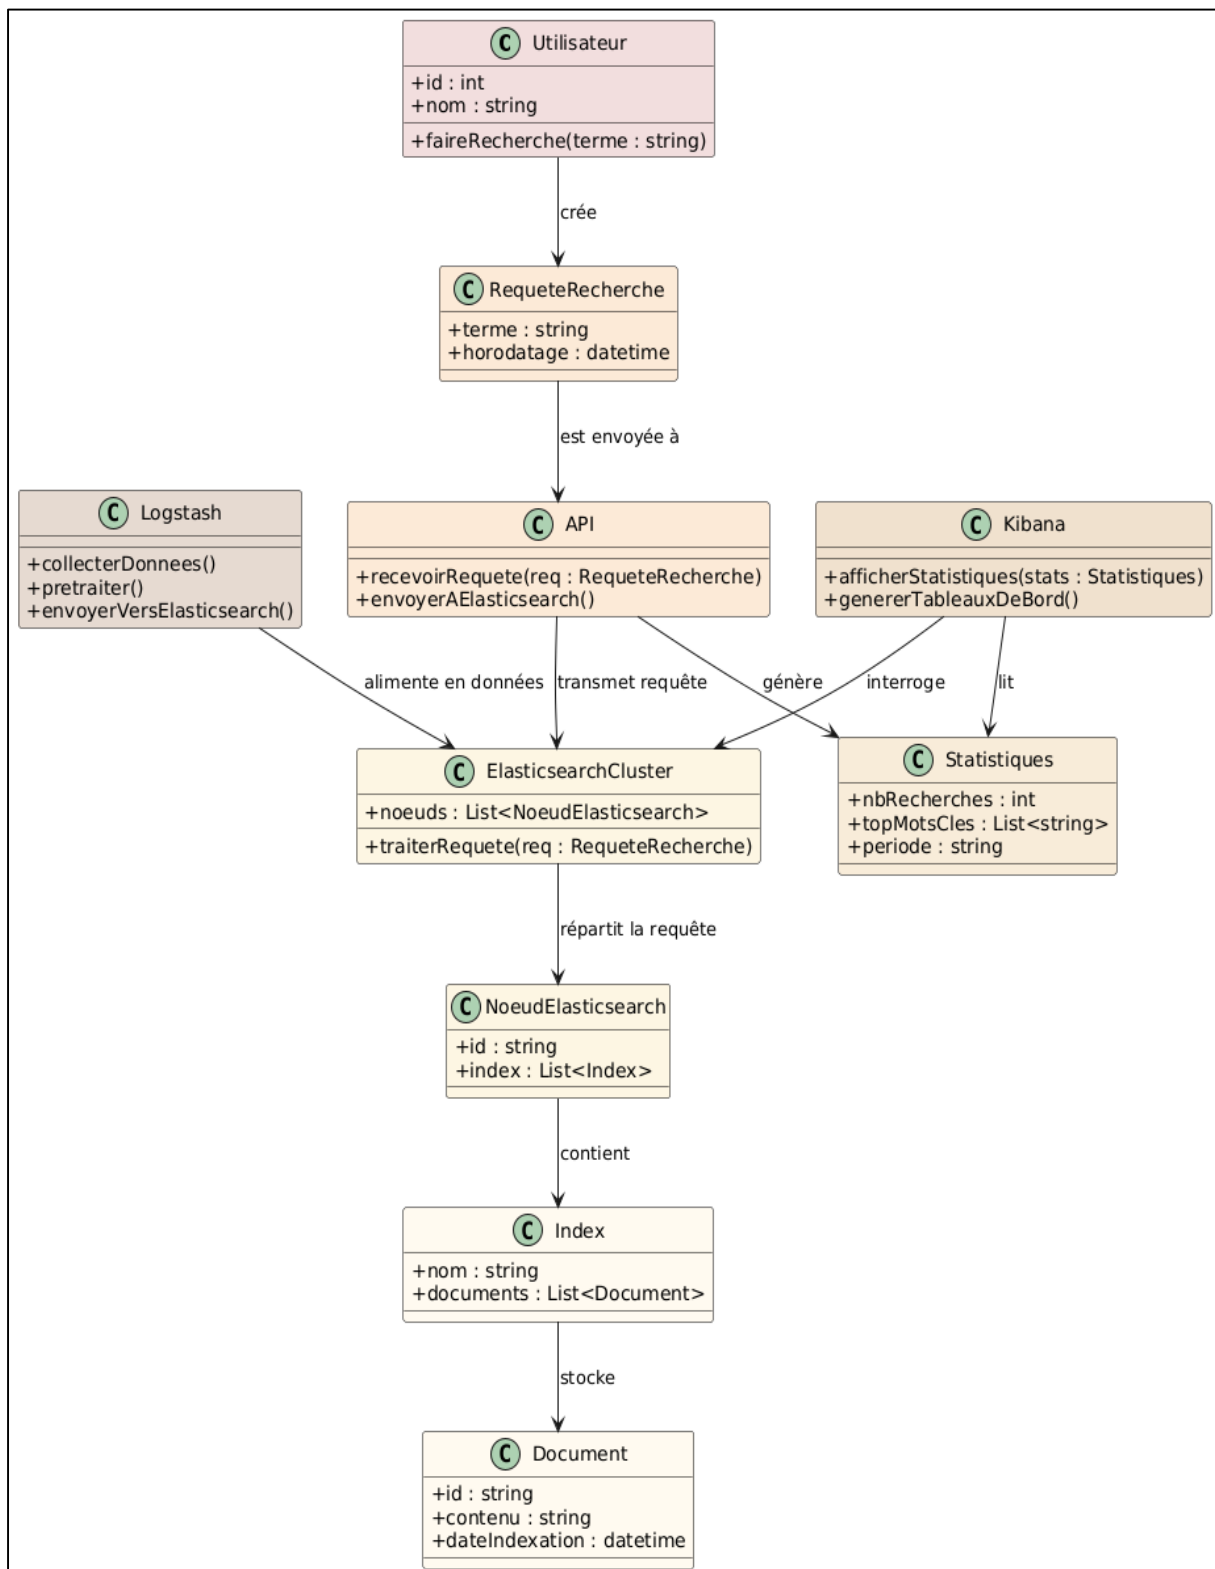 C Utilisateur
+id : int
+nom : string
+faireRecherche(terme : string)
crée
C RequeteRecherche
+terme : string
+horodatage : datetime
est envoyée à
C Logstash
+collecterDonnees()
+pretraiter()
+envoyerVersElasticsearch()
C API
+recevoirRequete(req : RequeteRecherche)
+envoyerAElasticsearch()
C Kibana
+afficherStatistiques(stats : Statistiques)
+genererTableauxDeBord()
alimente en données
transmet requête
génère
interroge
lit
C ElasticsearchCluster
+noeuds : List<NoeudElasticsearch>
+traiterRequete(req : RequeteRecherche)
C Statistiques
+nbRecherches : int
+topMotsCles : List<string>
+periode : string
répartit la requête
C NoeudElasticsearch
+id : string
+index : List<Index>
contient
C Index
+nom : string
+documents : List<Document>
stocke
C Document
+id : string
+contenu : string
+dateIndexation : datetime